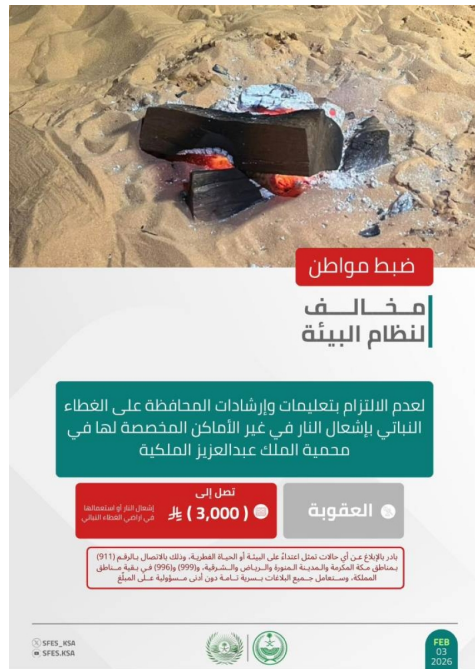 ضبط مواطن
مخالف
لنظام البيئة
لعدم الالتزام بتعليمات وإرشادات المحافظة على الغطاء
النباتي بإشعال النار في غير الأماكن المخصصة لها في
محمية الملك عبدالعزيز الملكية
العقوبة
تصل إلى
(3,000)
إشعال النار أو استعمالها
في أراضي الغطاء النباتي
بادر بالإبلاغ عن أي حالات تمثل اعتداءً على البيئة أو الحياة الفطرية، وذلك بالاتصال بالرقم (911)
بمناطق مكة المكرمة والمدينة المنورة والرياض والشرقية، و(999) و(996) في بقية مناطق
المملكة، وستعامل جميع البلاغات بسرية تامة دون أدنى مسؤولية على المبلّغ
SFES_KSA
SFES.KSA
FEB
03
2026